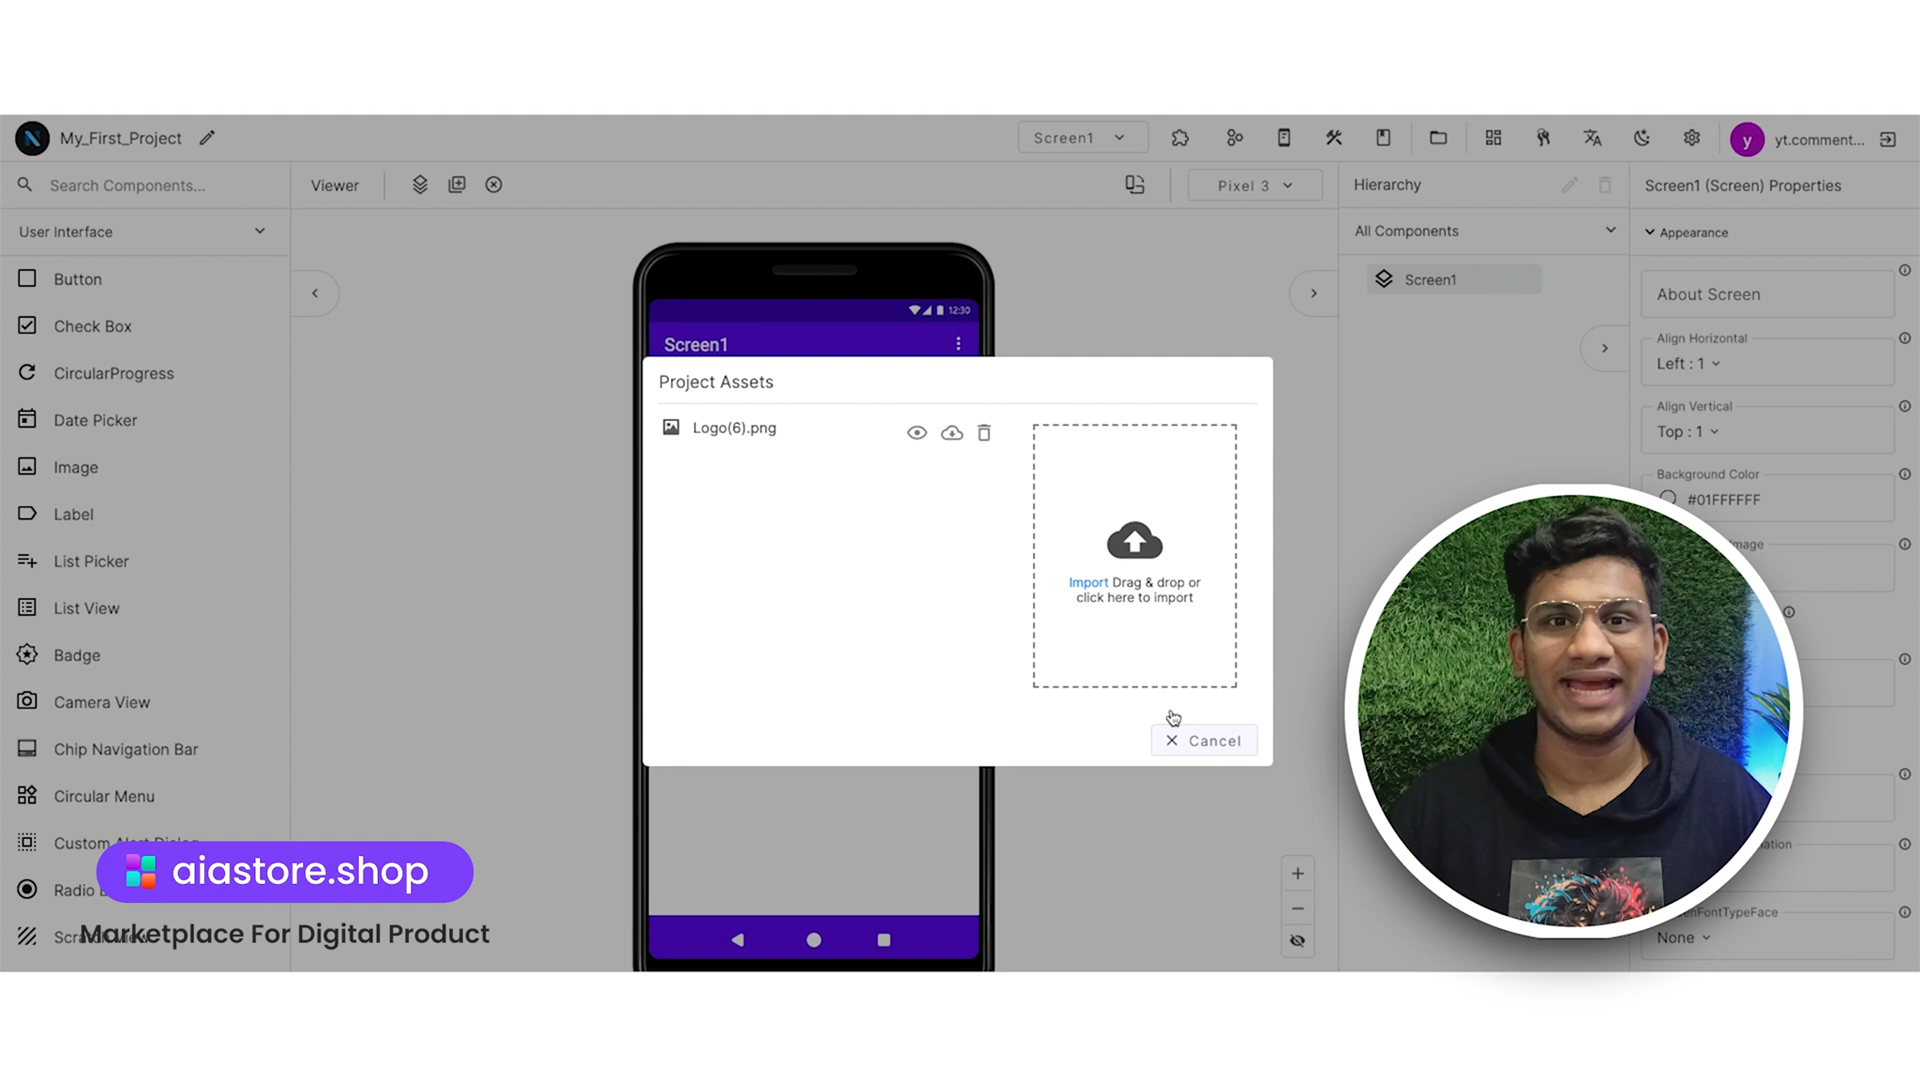 My_First_Project
Screen1
yt.comment...
y
Search Components...
Viewer
Pixel 3
Hierarchy
Screen1 (Screen) Properties
User Interface
All Components
Appearance
Button
Check Box
CircularProgress
Date Picker
Image
Label
List Picker
List View
Badge
Camera View
Chip Navigation Bar
Circular Menu
Custom
Radio
12:30
Screen1
Project Assets
Logo(6).png
Import Drag & drop or
click here to import
Cancel
Screen1
About Screen
Align Horizontal
Left : 1
Align Vertical
Top : 1
Background Color
#01FFFFFF
None
aiastore.shop
Marketplace For Digital Product